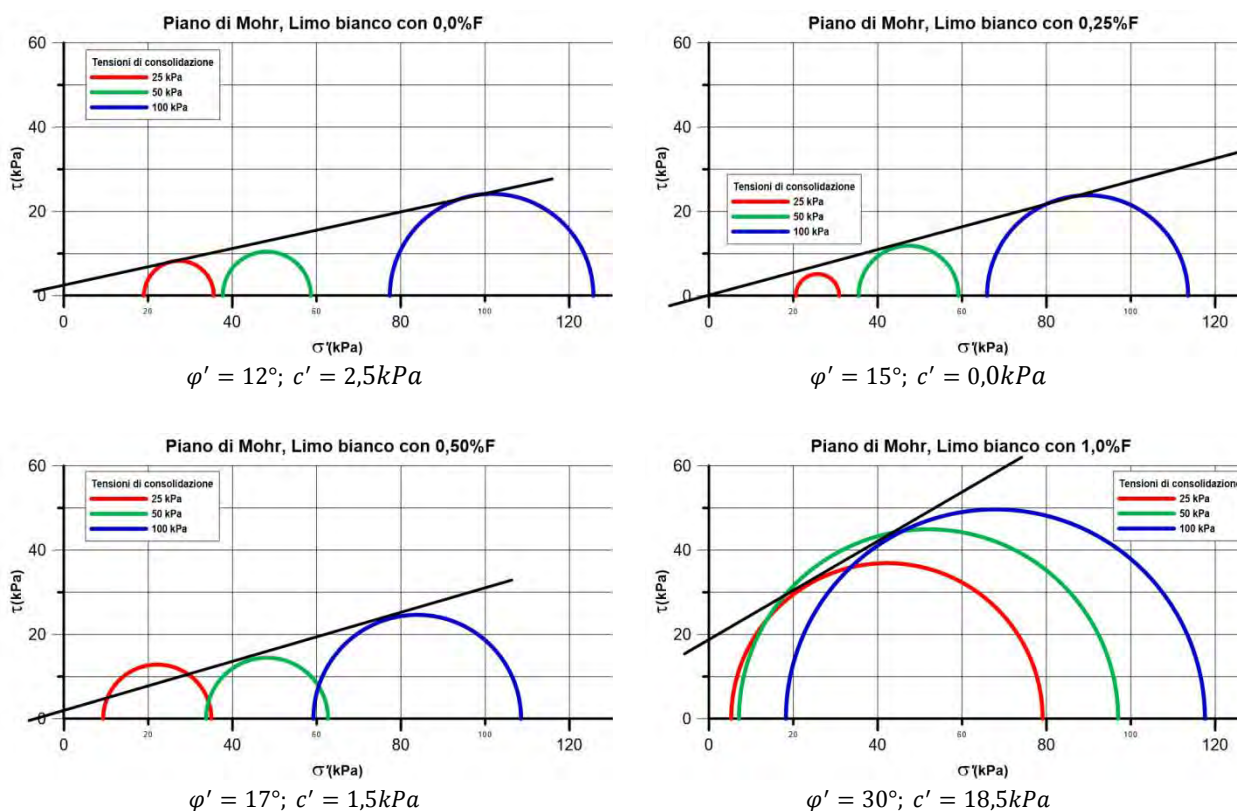 Piano di Mohr, Limo bianco con 0,0%F
60
40
20
0
τ(kPa)
Tensioni di consolidazione
25 kPa
50 kPa
100 kPa
0 20 40 60 80 100 120
σ'(kPa)
φ′ = 12°; c′ = 2,5kPa
Piano di Mohr, Limo bianco con 0,25%F
60
40
20
0
τ(kPa)
Tensioni di consolidazione
25 kPa
50 kPa
100 kPa
0 20 40 60 80 100 120
σ'(kPa)
φ′ = 15°; c′ = 0,0kPa
Piano di Mohr, Limo bianco con 0,50%F
60
40
20
0
τ(kPa)
Tensioni di consolidazione
25 kPa
50 kPa
100 kPa
0 20 40 60 80 100 120
σ'(kPa)
φ′ = 17°; c′ = 1,5kPa
Piano di Mohr, Limo bianco con 1,0%F
60
40
20
0
τ(kPa)
Tensioni di consolidazione
25 kPa
50 kPa
100 kPa
0 20 40 60 80 100 120
σ'(kPa)
φ′ = 30°; c′ = 18,5kPa